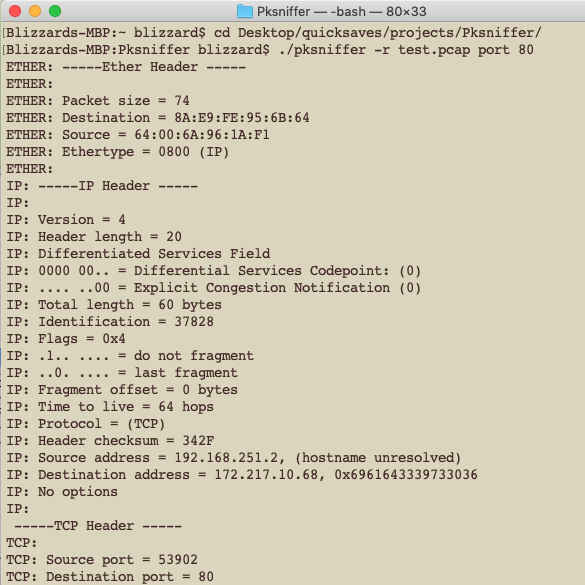 Pksniffer — -bash — 80×33
[Blizzards-MBP:~ blizzard$ cd Desktop/quicksaves/projects/Pksniffer/
[Blizzards-MBP:Pksniffer blizzard$ ./pksniffer -r test.pcap port 80
ETHER: -----Ether Header -----
ETHER:
ETHER: Packet size = 74
ETHER: Destination = 8A:E9:FE:95:6B:64
ETHER: Source = 64:00:6A:96:1A:F1
ETHER: Ethertype = 0800 (IP)
ETHER:
IP: -----IP Header -----
IP:
IP: Version = 4
IP: Header length = 20
IP: Differentiated Services Field
IP: 0000 00.. = Differential Services Codepoint: (0)
IP: .... ..00 = Explicit Congestion Notification (0)
IP: Total length = 60 bytes
IP: Identification = 37828
IP: Flags = 0x4
IP: .1.. .... = do not fragment
IP: ..0. .... = last fragment
IP: Fragment offset = 0 bytes
IP: Time to live = 64 hops
IP: Protocol = (TCP)
IP: Header checksum = 342F
IP: Source address = 192.168.251.2, (hostname unresolved)
IP: Destination address = 172.217.10.68, 0x6961643339733036
IP: No options
IP:
-----TCP Header -----
TCP:
TCP: Source port = 53902
TCP: Destination port = 80